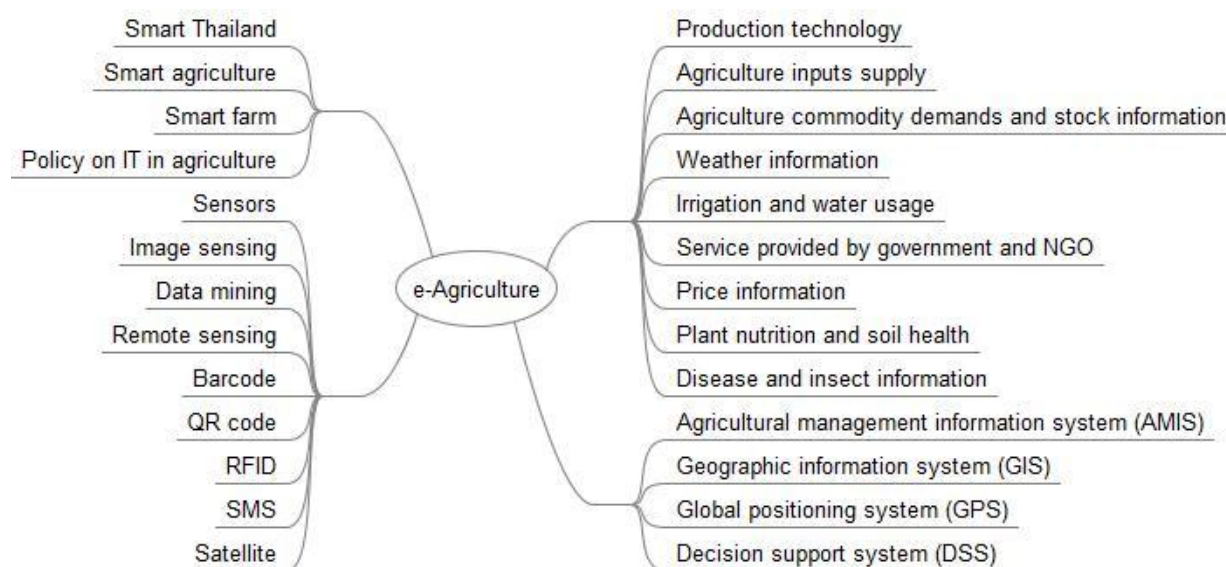 Smart Thailand
Smart agriculture
Smart farm
Policy on IT in agriculture
Sensors
Image sensing
Data mining
Remote sensing
Barcode
QR code
RFID
SMS
Satellite
e-Agriculture
Production technology
Agriculture inputs supply
Agriculture commodity demands and stock information
Weather information
Irrigation and water usage
Service provided by government and NGO
Price information
Plant nutrition and soil health
Disease and insect information
Agricultural management information system (AMIS)
Geographic information system (GIS)
Global positioning system (GPS)
Decision support system (DSS)